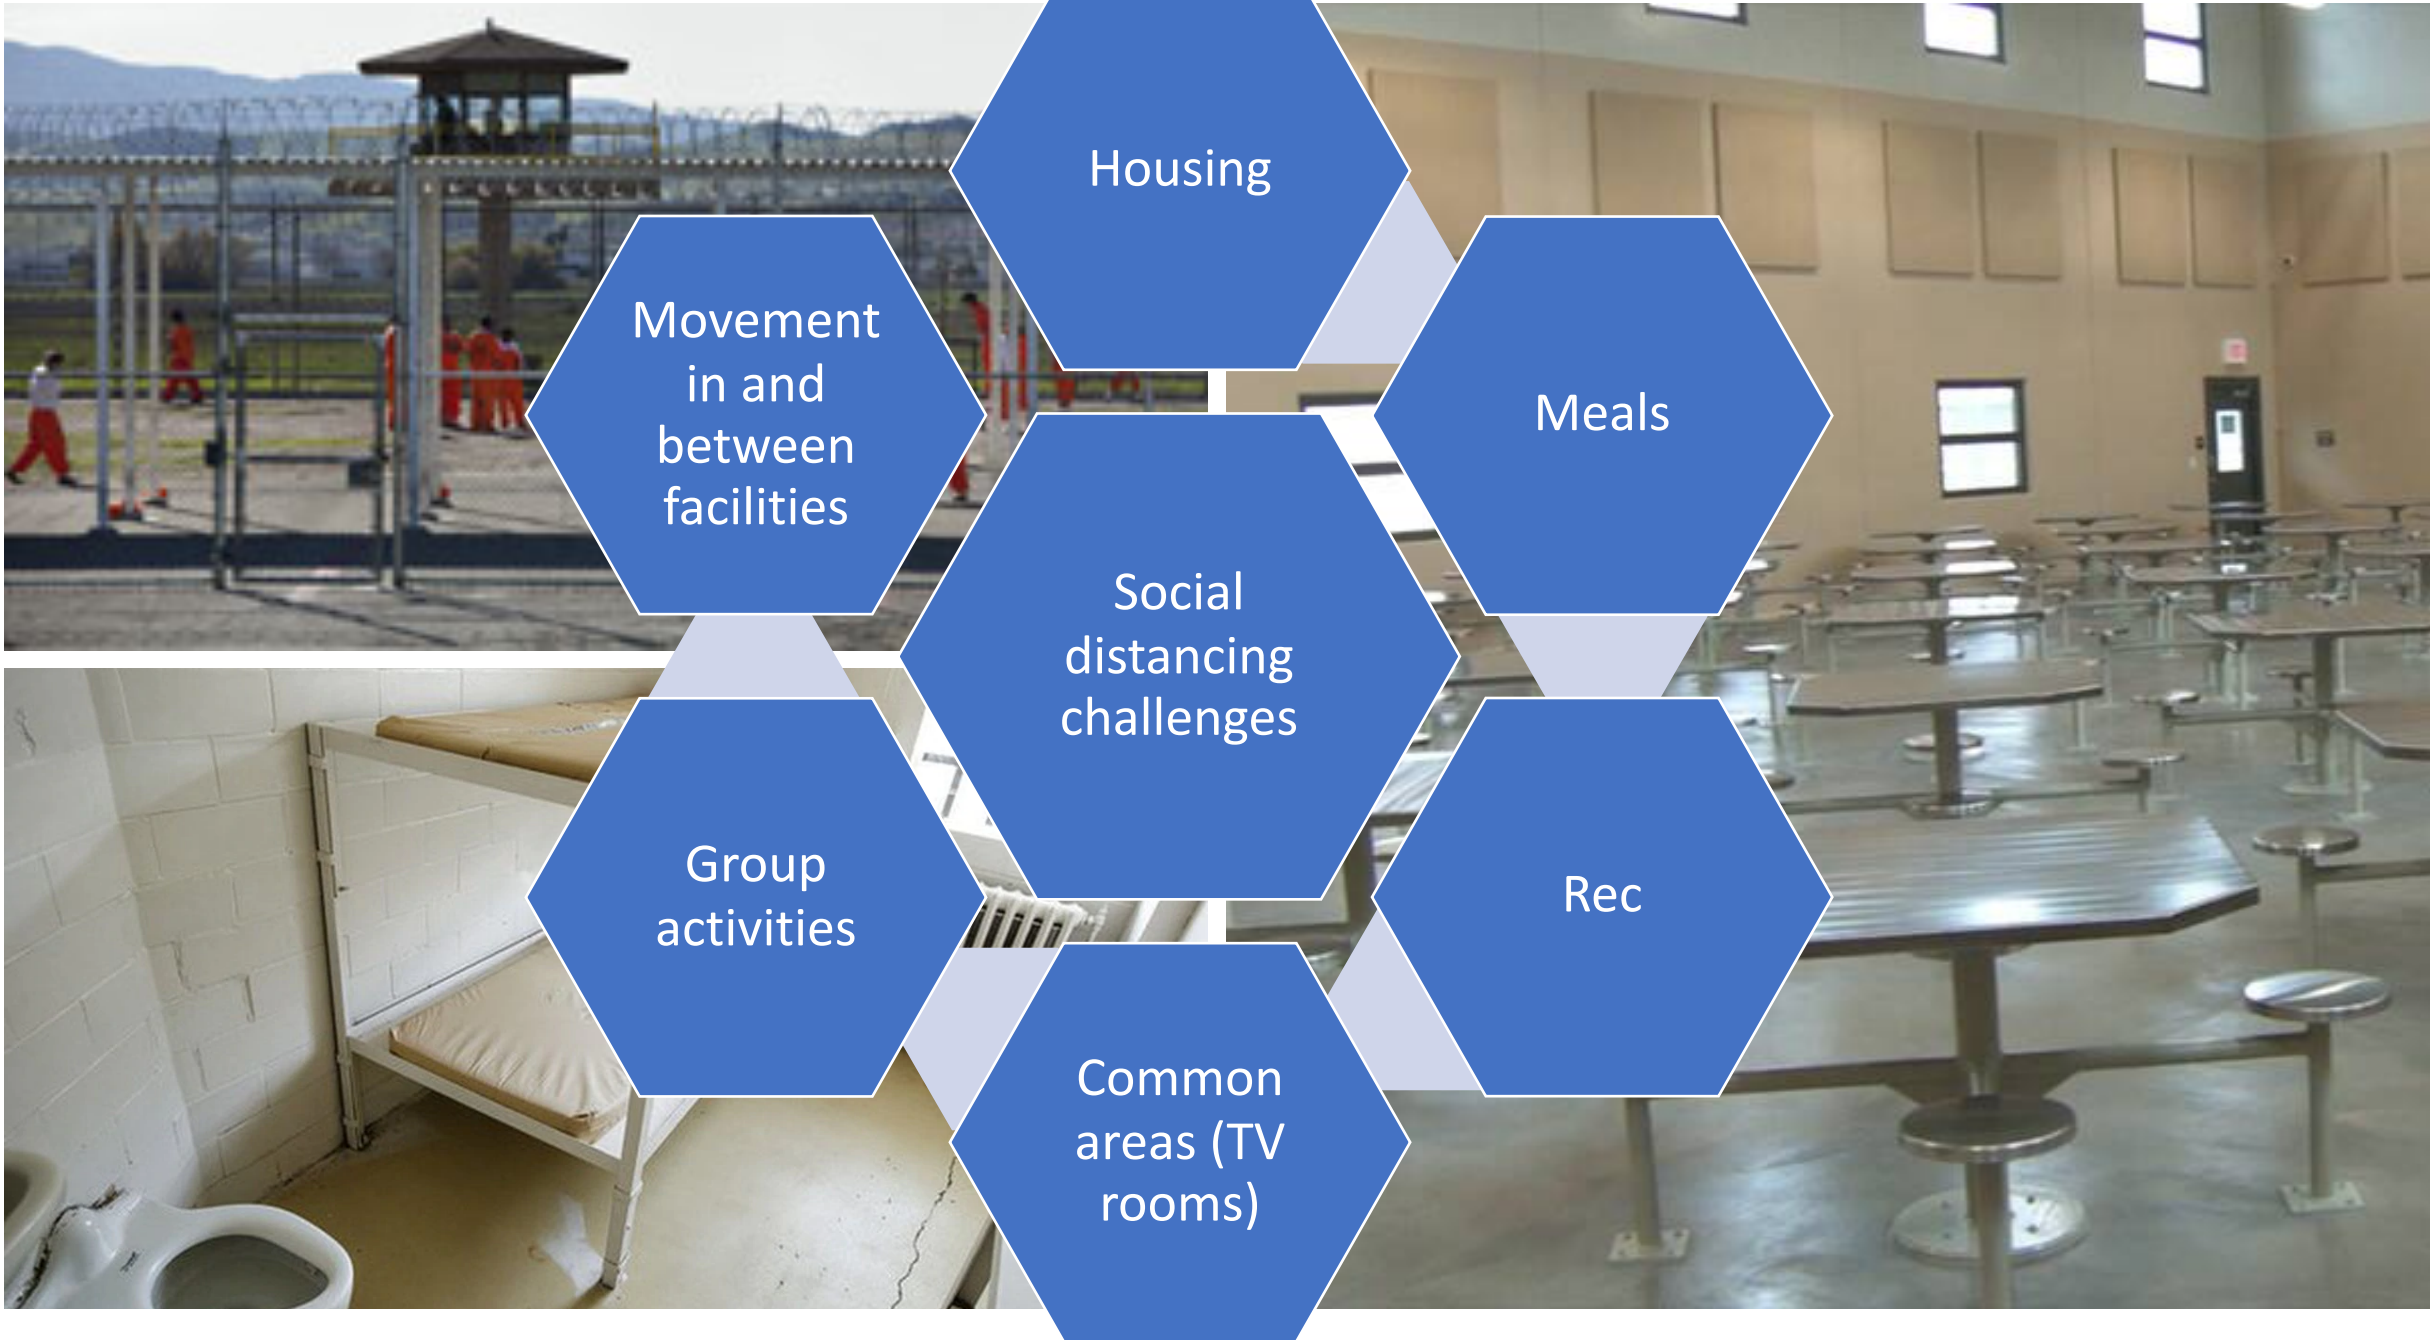 Housing
Movement
in and
between
facilities
Meals
Social
distancing
challenges
Group
activities
Rec
Common
areas (TV
rooms)